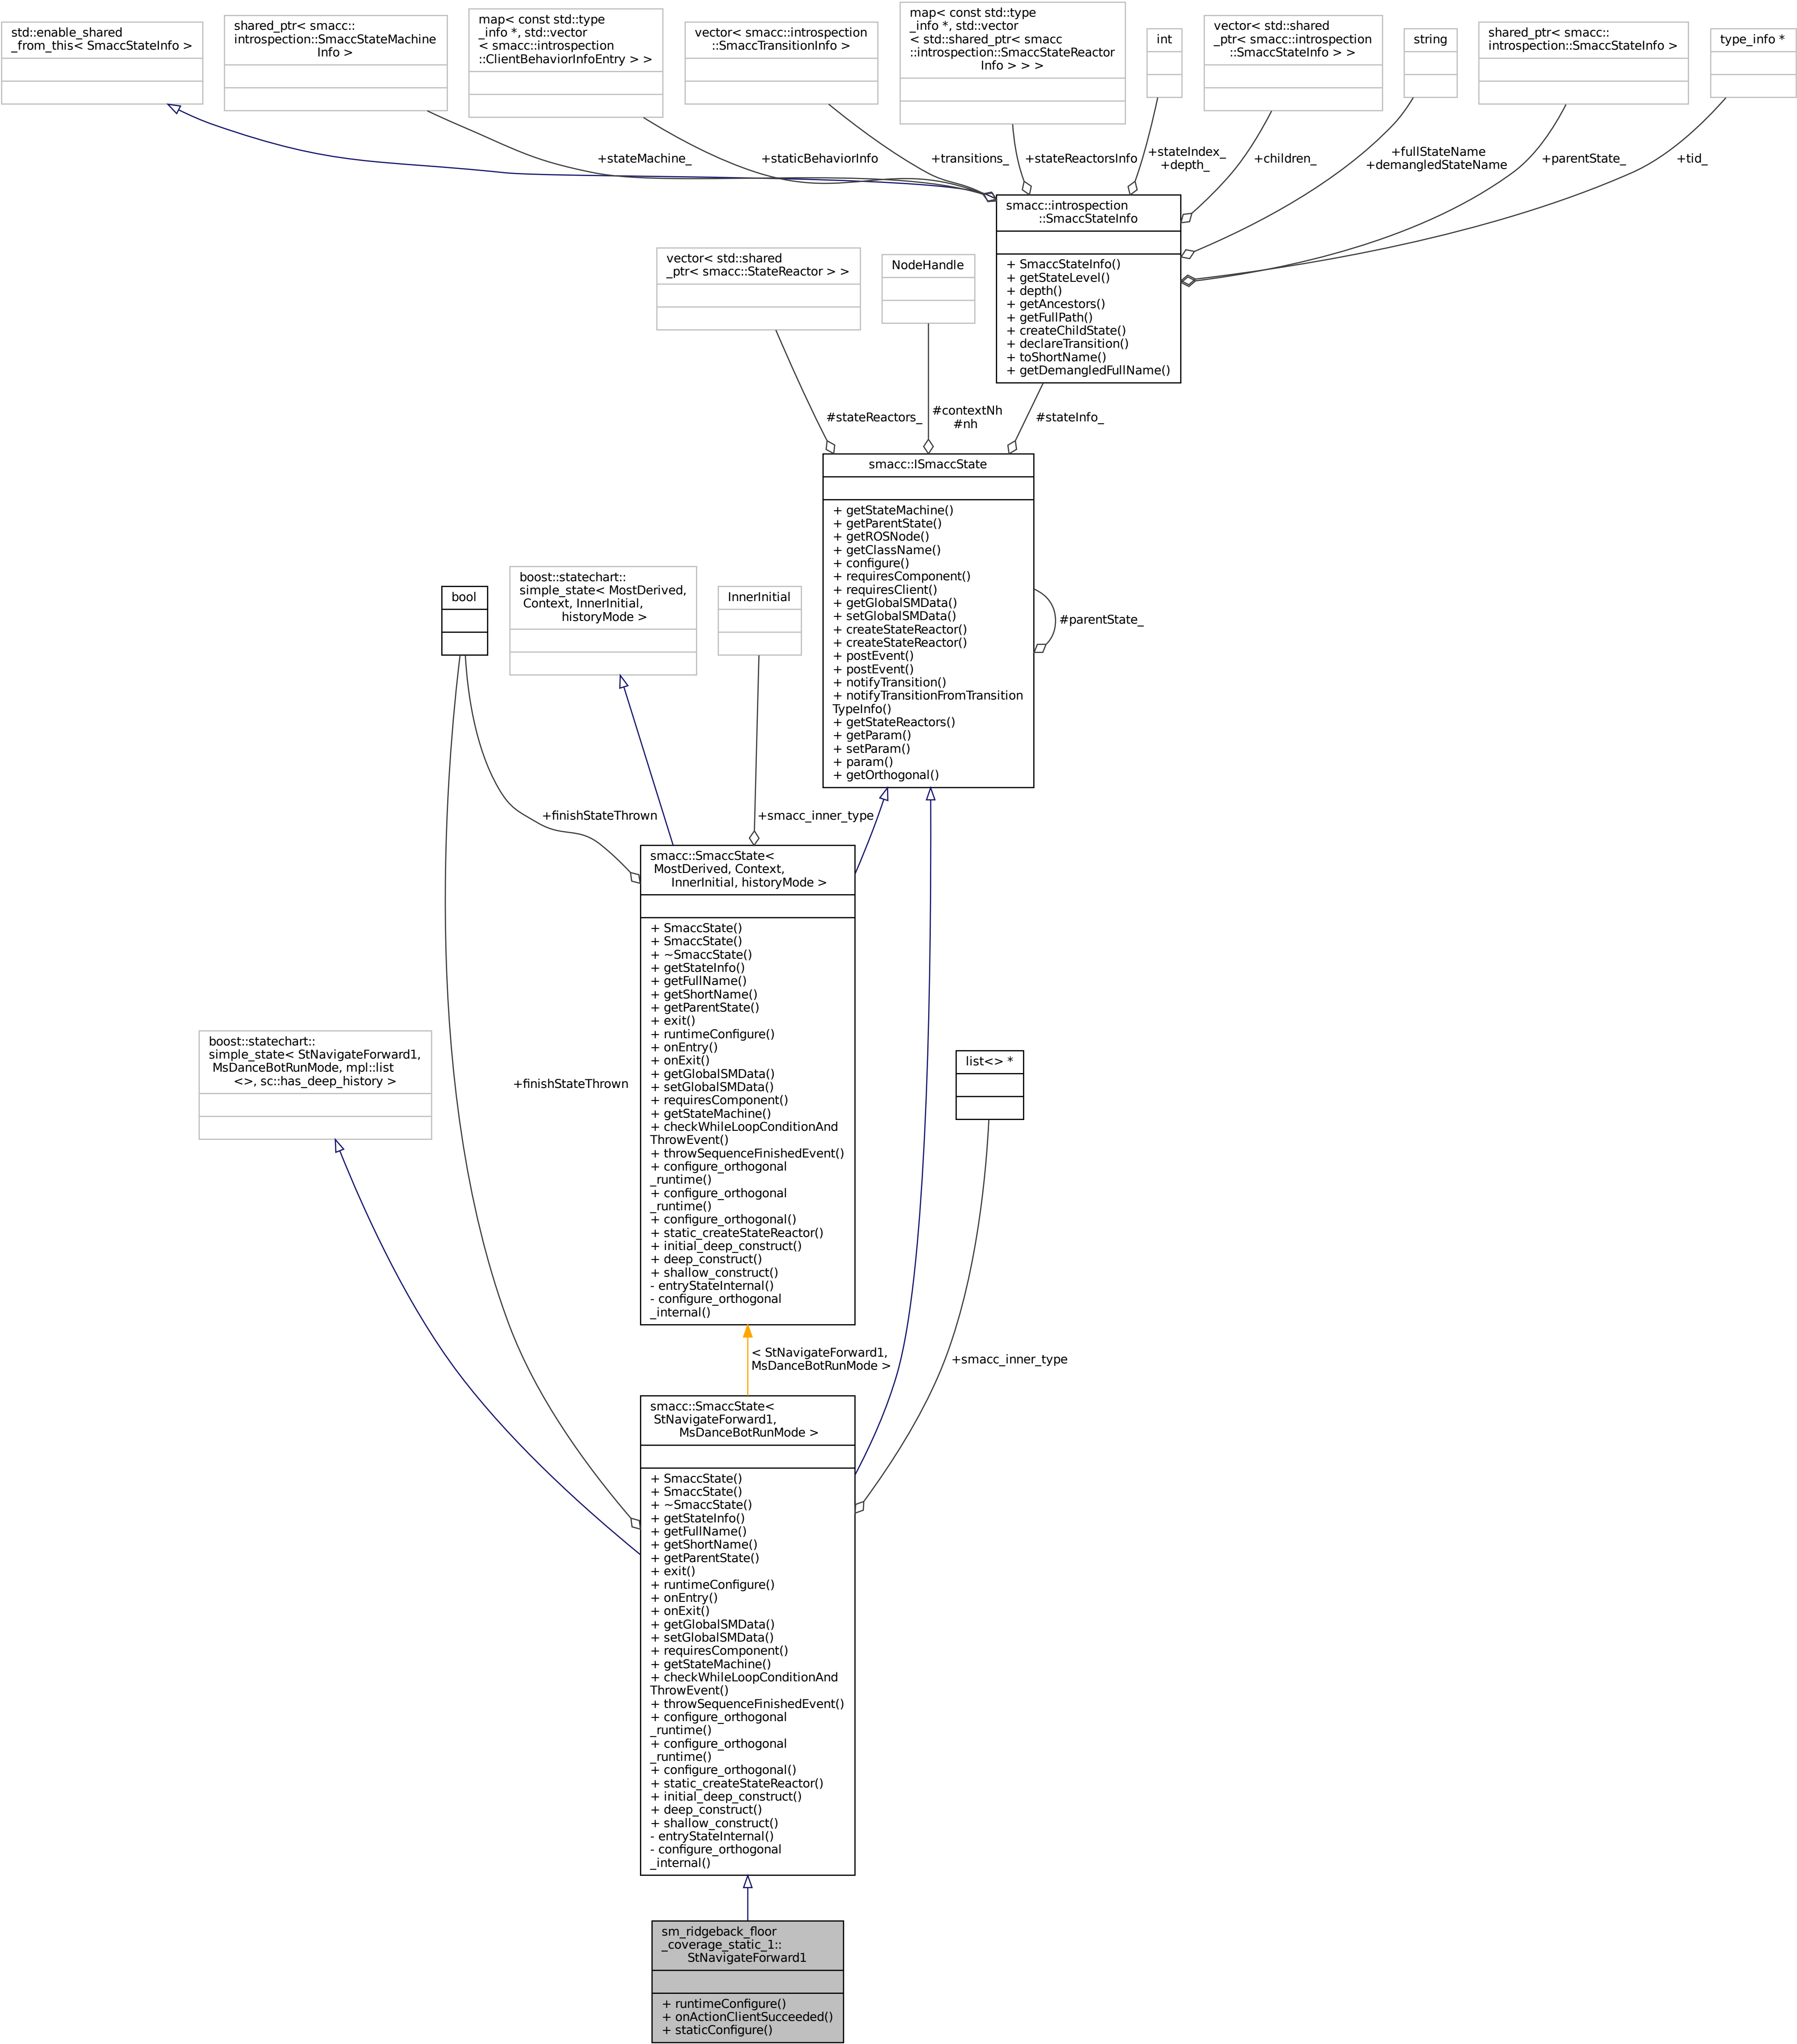 std::enable_shared
_from_this< SmaccStateInfo >
shared_ptr< smacc::
introspection::SmaccStateMachine
Info >
map< const std::type
_info *, std::vector
< smacc::introspection
::ClientBehaviorInfoEntry > >
vector< smacc::introspection
::SmaccTransitionInfo >
map< const std::type
_info *, std::vector
< std::shared_ptr< smacc
::introspection::SmaccStateReactor
Info > > >
int
vector< std::shared
_ptr< smacc::introspection
::SmaccStateInfo > >
string
shared_ptr< smacc::
introspection::SmaccStateInfo >
type_info *
+stateMachine_
+staticBehaviorInfo
+transitions_
+stateReactorsInfo
+stateIndex_
+depth_
+children_
+fullStateName
+demangledStateName
+parentState_
+tid_
smacc::introspection
::SmaccStateInfo
+ SmaccStateInfo()
+ getStateLevel()
+ depth()
+ getAncestors()
+ getFullPath()
+ createChildState()
+ declareTransition()
+ toShortName()
+ getDemangledFullName()
vector< std::shared
_ptr< smacc::StateReactor > >
NodeHandle
#stateReactors_
#contextNh
#nh
#stateInfo_
smacc::ISmaccState
+ getStateMachine()
+ getParentState()
+ getROSNode()
+ getClassName()
+ configure()
+ requiresComponent()
+ requiresClient()
+ getGlobalSMData()
+ setGlobalSMData()
+ createStateReactor()
+ createStateReactor()
+ postEvent()
+ postEvent()
+ notifyTransition()
+ notifyTransitionFromTransition
TypeInfo()
+ getStateReactors()
+ getParam()
+ setParam()
+ param()
+ getOrthogonal()
#parentState_
bool
boost::statechart::
simple_state< MostDerived,
Context, InnerInitial,
historyMode >
InnerInitial
+finishStateThrown
+smacc_inner_type
smacc::SmaccState<
MostDerived, Context,
InnerInitial, historyMode >
+ SmaccState()
+ SmaccState()
+ ~SmaccState()
+ getStateInfo()
+ getFullName()
+ getShortName()
+ getParentState()
+ exit()
+ runtimeConfigure()
+ onEntry()
+ onExit()
+ getGlobalSMData()
+ setGlobalSMData()
+ requiresComponent()
+ getStateMachine()
+ checkWhileLoopConditionAnd
ThrowEvent()
+ throwSequenceFinishedEvent()
+ configure_orthogonal
_runtime()
+ configure_orthogonal
_runtime()
+ configure_orthogonal()
+ static_createStateReactor()
+ initial_deep_construct()
+ deep_construct()
+ shallow_construct()
- entryStateInternal()
- configure_orthogonal
_internal()
boost::statechart::
simple_state< StNavigateForward1,
MsDanceBotRunMode, mpl::list
<>, sc::has_deep_history >
+finishStateThrown
list<> *
< StNavigateForward1,
MsDanceBotRunMode >
+smacc_inner_type
smacc::SmaccState<
StNavigateForward1,
MsDanceBotRunMode >
+ SmaccState()
+ SmaccState()
+ ~SmaccState()
+ getStateInfo()
+ getFullName()
+ getShortName()
+ getParentState()
+ exit()
+ runtimeConfigure()
+ onEntry()
+ onExit()
+ getGlobalSMData()
+ setGlobalSMData()
+ requiresComponent()
+ getStateMachine()
+ checkWhileLoopConditionAnd
ThrowEvent()
+ throwSequenceFinishedEvent()
+ configure_orthogonal
_runtime()
+ configure_orthogonal
_runtime()
+ configure_orthogonal()
+ static_createStateReactor()
+ initial_deep_construct()
+ deep_construct()
+ shallow_construct()
- entryStateInternal()
- configure_orthogonal
_internal()
sm_ridgeback_floor
_coverage_static_1::
StNavigateForward1
+ runtimeConfigure()
+ onActionClientSucceeded()
+ staticConfigure()